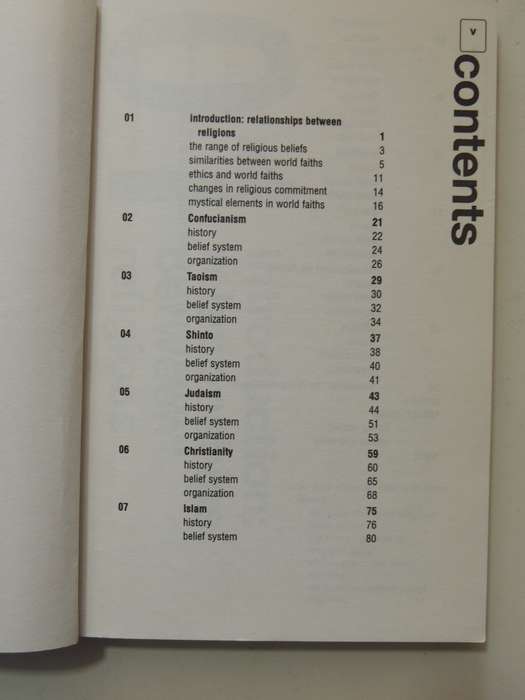 v
contents
01 introduction: relationships between
religions 1
the range of religious beliefs 3
similarities between world faiths 5
ethics and world faiths 11
changes in religious commitment 14
mystical elements in world faiths 16
02 Confucianism 21
history 22
belief system 24
organization 26
03 Taoism 29
history 30
belief system 32
organization 34
04 Shinto 37
history 38
belief system 40
organization 41
05 Judaism 43
history 44
belief system 51
organization 53
06 Christianity 59
history 60
belief system 65
organization 68
07 Islam 75
history 76
belief system 80